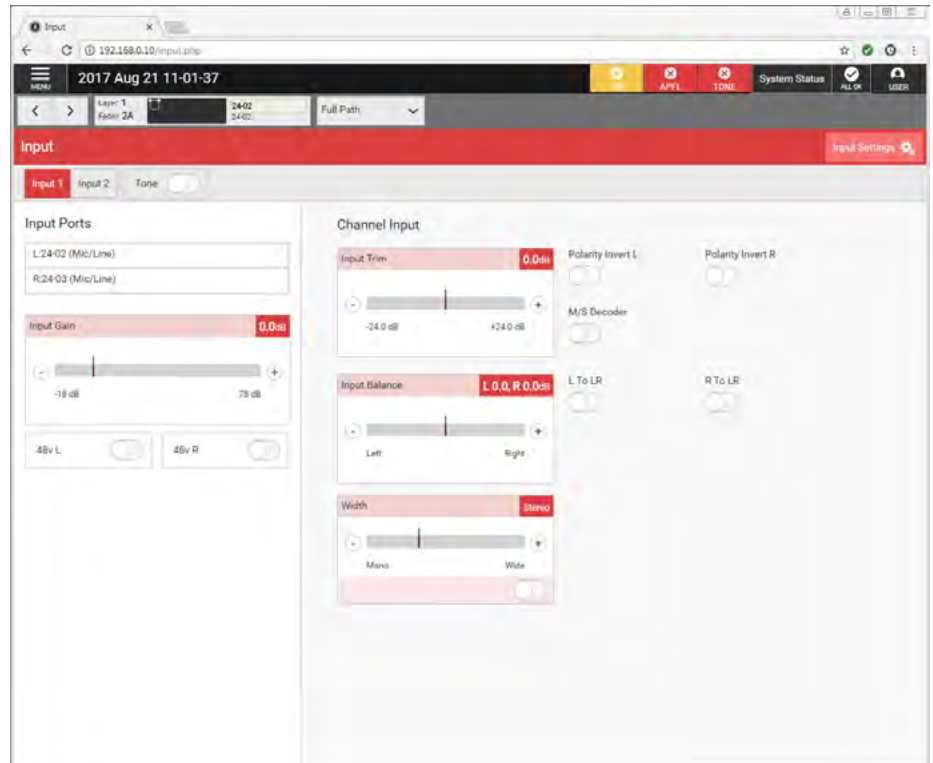 Input
192.168.0.10/input.php
MENU
2017 Aug 21 11-01-37
APFL
TONE
System Status
ALL OK
USER
Layer 1
Fader 2A
24-02
24-02
Full Path
Input
Input Settings
Input 1
Input 2
Tone
Input Ports
L:24-02 (Mic/Line)
R:24-03 (Mic/Line)
Input Gain
0.0dB
-
+
-18 dB
78 dB
48v L
48v R
Channel Input
Input Trim
0.0dB
Polarity Invert L
Polarity Invert R
-
+
-24.0 dB
+24.0 dB
M/S Decoder
Input Balance
L 0.0, R 0.0dB
L To LR
R To LR
-
+
Left
Right
Width
Stereo
-
+
Mono
Wide